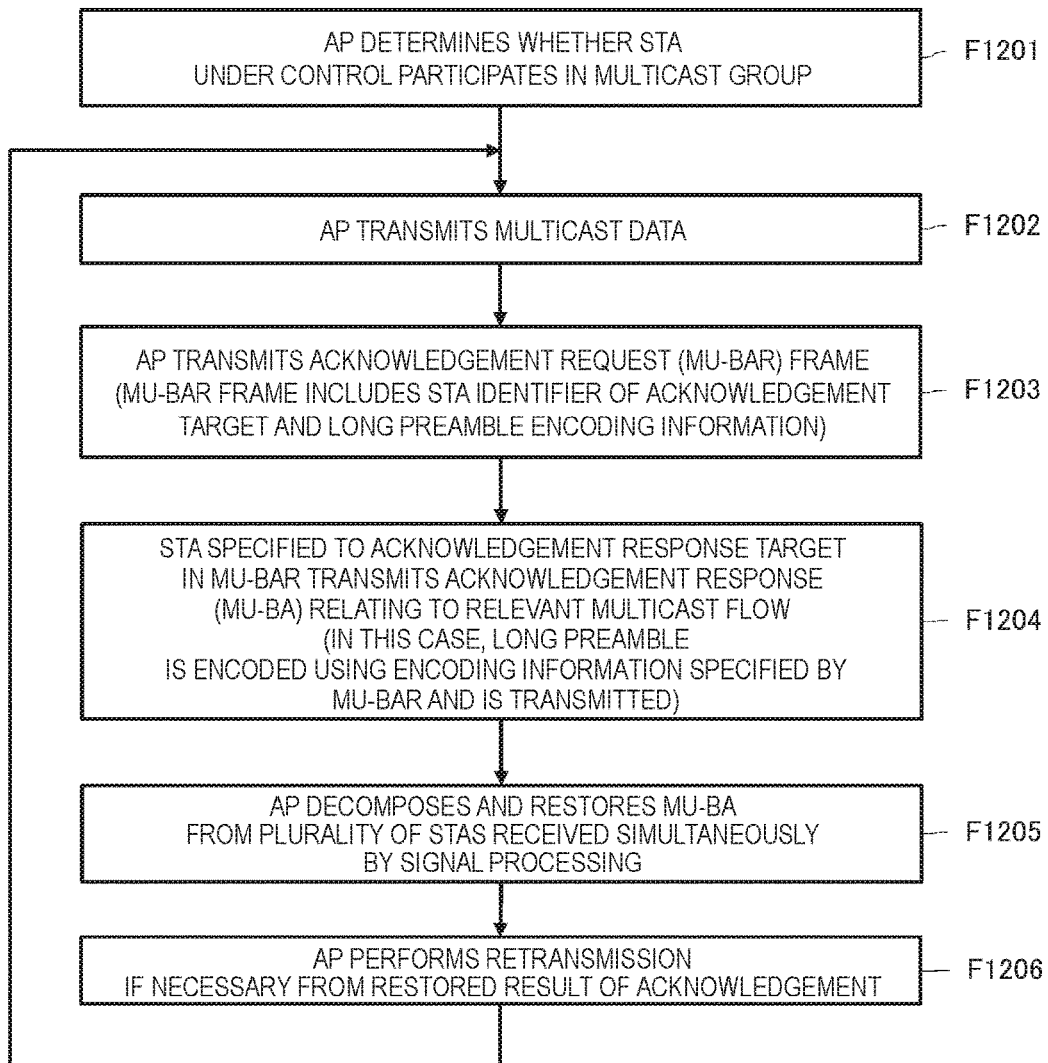 AP DETERMINES WHETHER STA
UNDER CONTROL PARTICIPATES IN MULTICAST GROUP
F1201
AP TRANSMITS MULTICAST DATA
F1202
AP TRANSMITS ACKNOWLEDGEMENT REQUEST (MU-BAR) FRAME
(MU-BAR FRAME INCLUDES STA IDENTIFIER OF ACKNOWLEDGEMENT
TARGET AND LONG PREAMBLE ENCODING INFORMATION)
F1203
STA SPECIFIED TO ACKNOWLEDGEMENT RESPONSE TARGET
IN MU-BAR TRANSMITS ACKNOWLEDGEMENT RESPONSE
(MU-BA) RELATING TO RELEVANT MULTICAST FLOW
(IN THIS CASE, LONG PREAMBLE
IS ENCODED USING ENCODING INFORMATION SPECIFIED BY
MU-BAR AND IS TRANSMITTED)
F1204
AP DECOMPOSES AND RESTORES MU-BA
FROM PLURALITY OF STAS RECEIVED SIMULTANEOUSLY
BY SIGNAL PROCESSING
F1205
AP PERFORMS RETRANSMISSION
IF NECESSARY FROM RESTORED RESULT OF ACKNOWLEDGEMENT
F1206